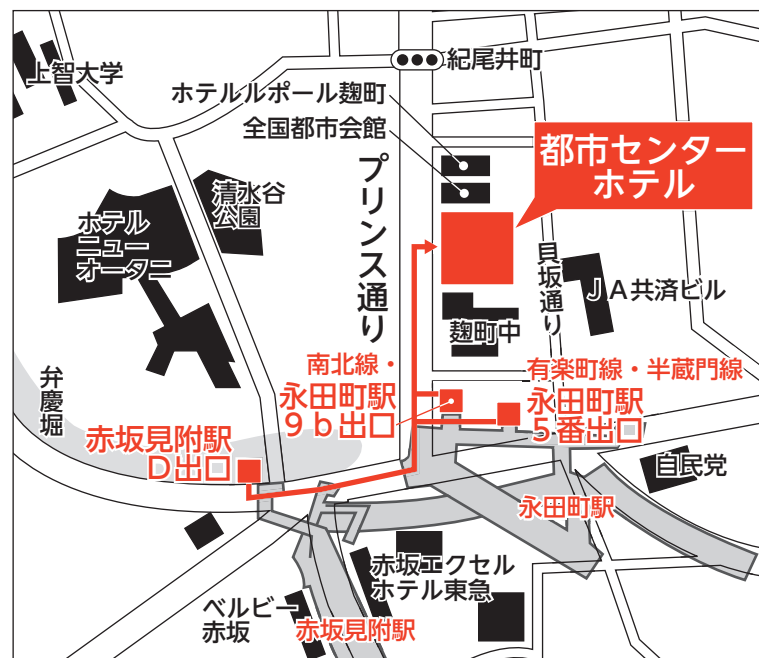 紀尾井町
上智大学
ホテルルポール麹町
全国都市会館
都市センター
ホテル
プリンス通り
清水谷
公園
ホテル
ニュー
オータニ
貝坂通り
ＪＡ共済ビル
麹町中
南北線・
永田町駅
９ｂ出口
有楽町線・半蔵門線
永田町駅
５番出口
弁慶堀
赤坂見附駅
Ｄ出口
自民党
永田町駅
赤坂エクセル
ホテル東急
ベルビー
赤坂
赤坂見附駅